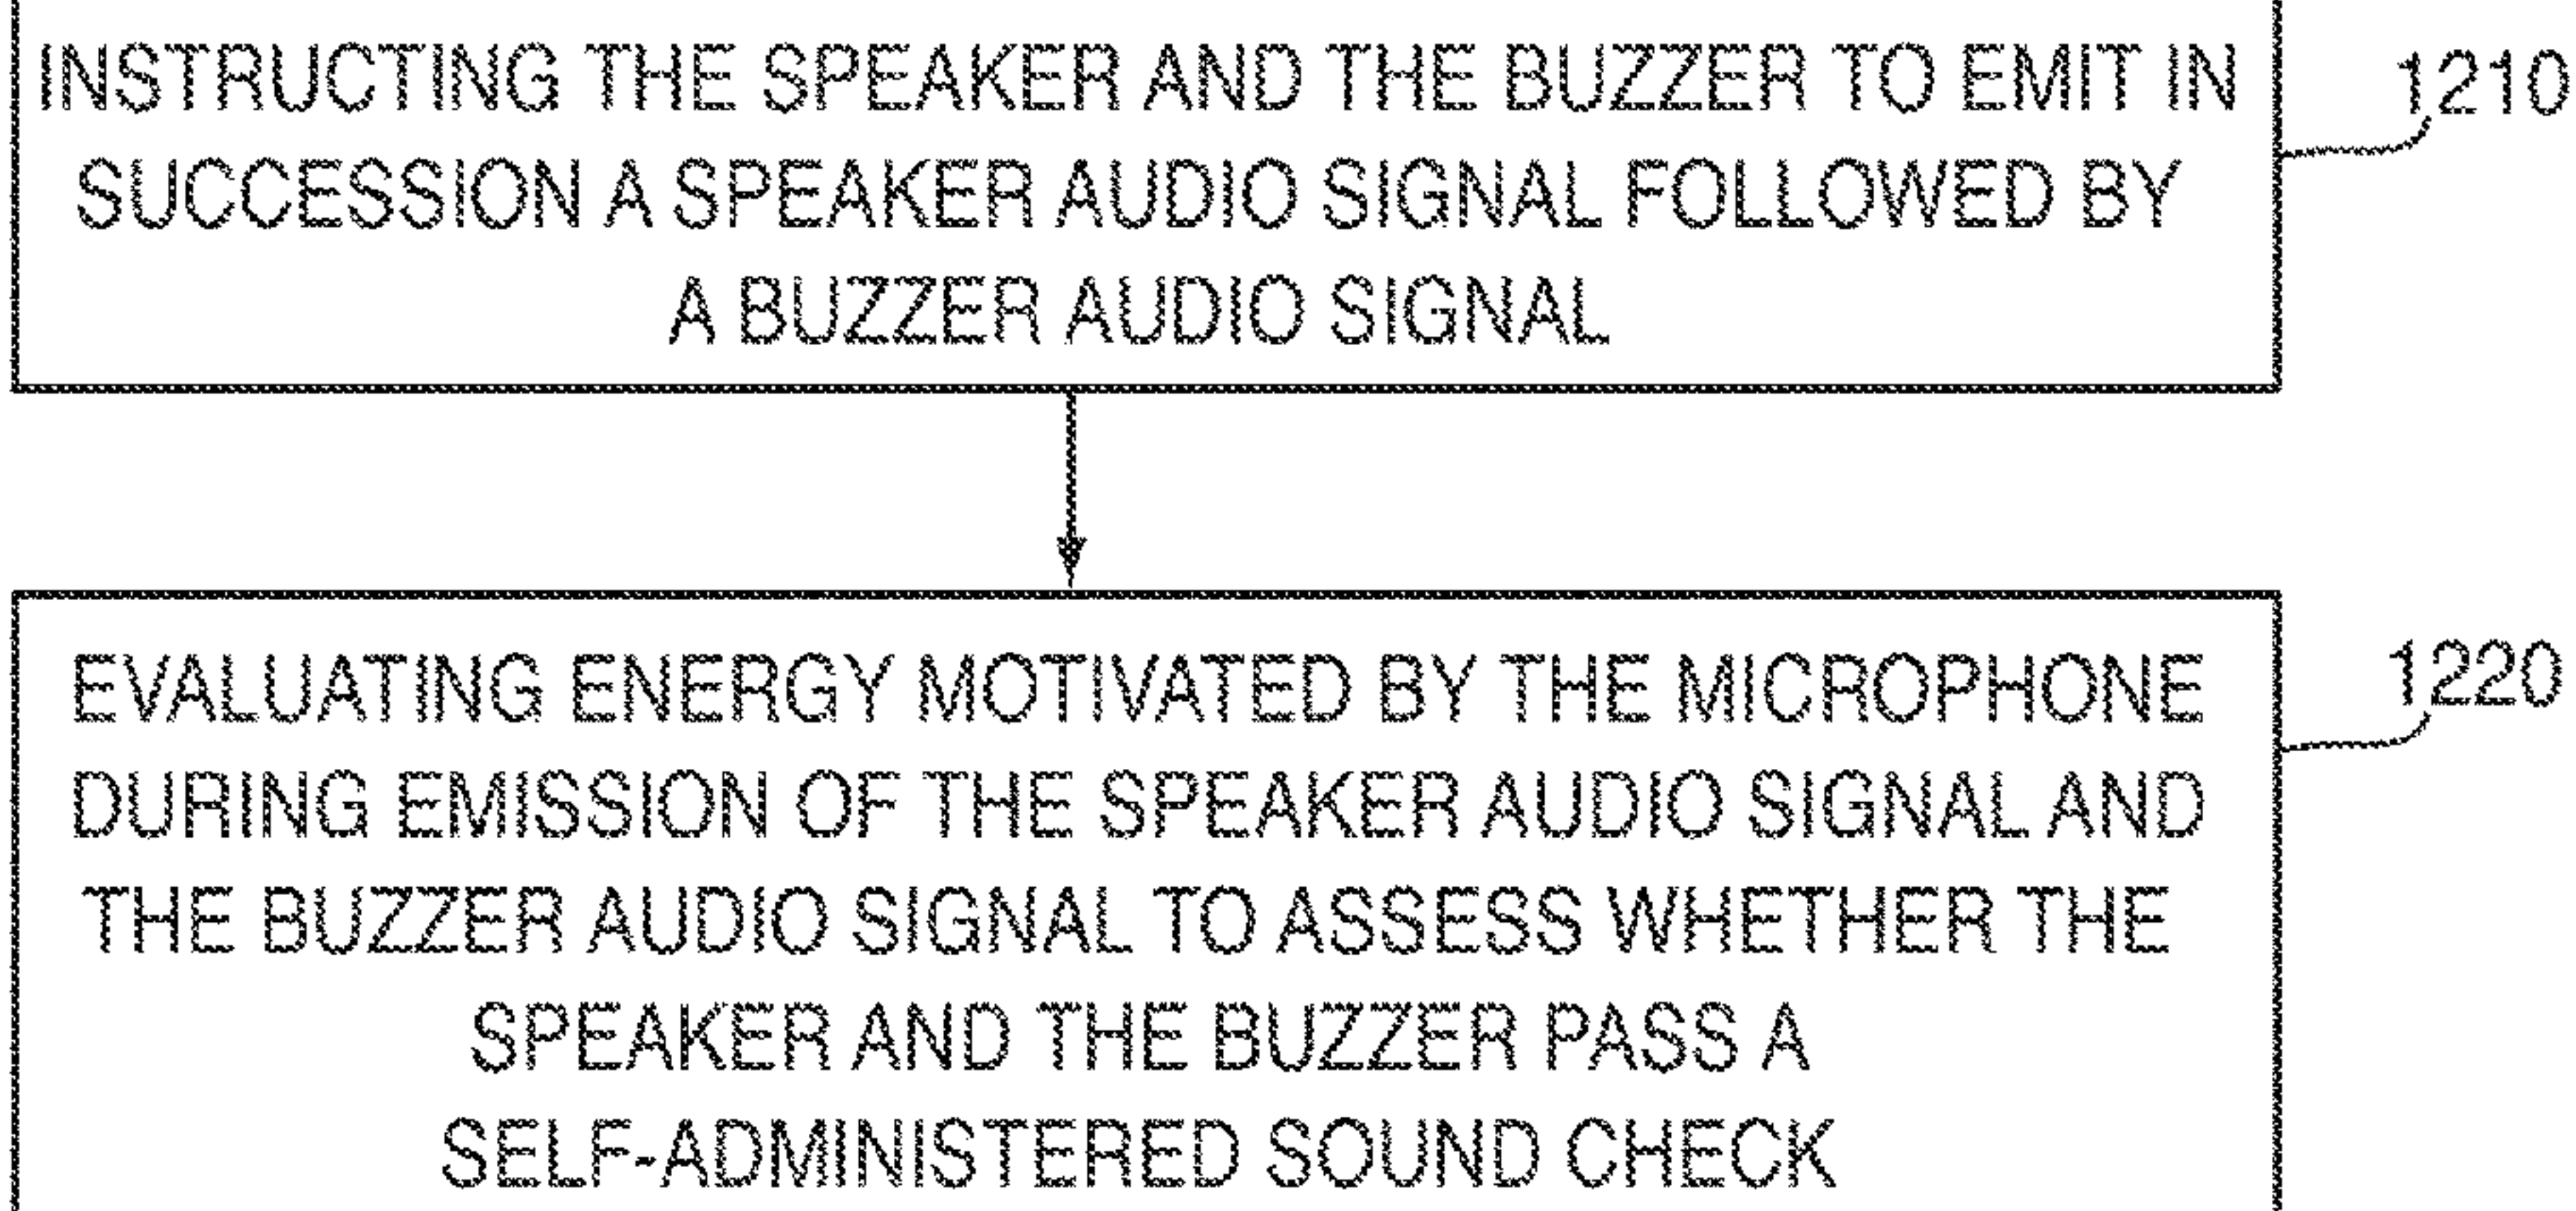 INSTRUCTING THE SPEAKER AND THE BUZZER TO EMIT IN
SUCCESSION A SPEAKER AUDIO SIGNAL FOLLOWED BY
A BUZZER AUDIO SIGNAL
1210
EVALUATING ENERGY MOTIVATED BY THE MICROPHONE
DURING EMISSION OF THE SPEAKER AUDIO SIGNAL AND
THE BUZZER AUDIO SIGNAL TO ASSESS WHETHER THE
SPEAKER AND THE BUZZER PASS A
SELF-ADMINISTERED SOUND CHECK
1220